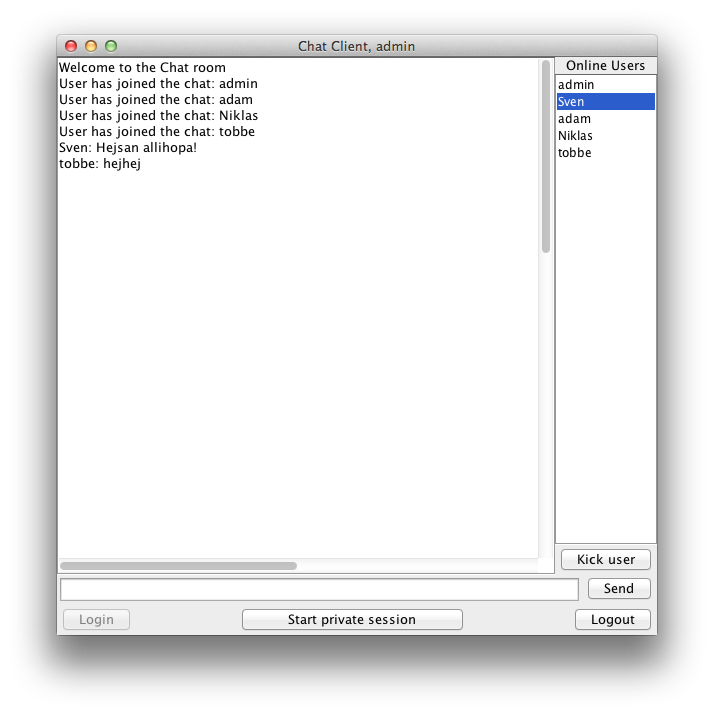 Chat Client, admin
Welcome to the Chat room
User has joined the chat: admin
User has joined the chat: adam
User has joined the chat: Niklas
User has joined the chat: tobbe
Sven: Hejsan allihopa!
tobbe: hejhej
Online Users
admin
Sven
adam
Niklas
tobbe
Kick user
Send
Login
Start private session
Logout